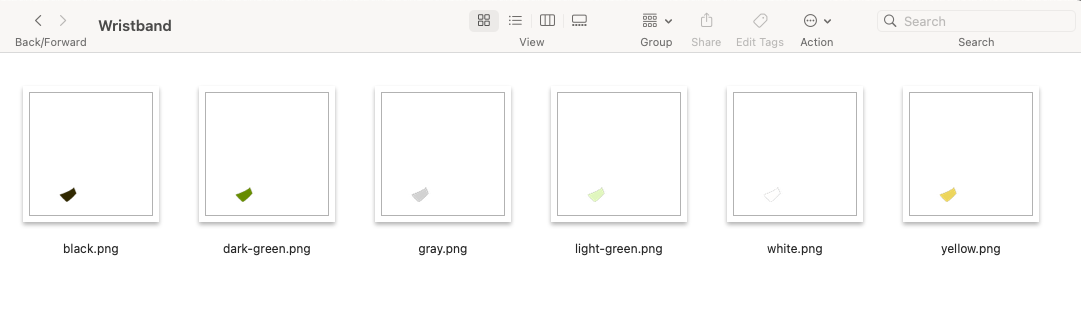 Wristband
Search
Back/Forward
View
Group
Share
Edit Tags
Action
Search
black.png
dark-green.png
gray.png
light-green.png
white.png
yellow.png